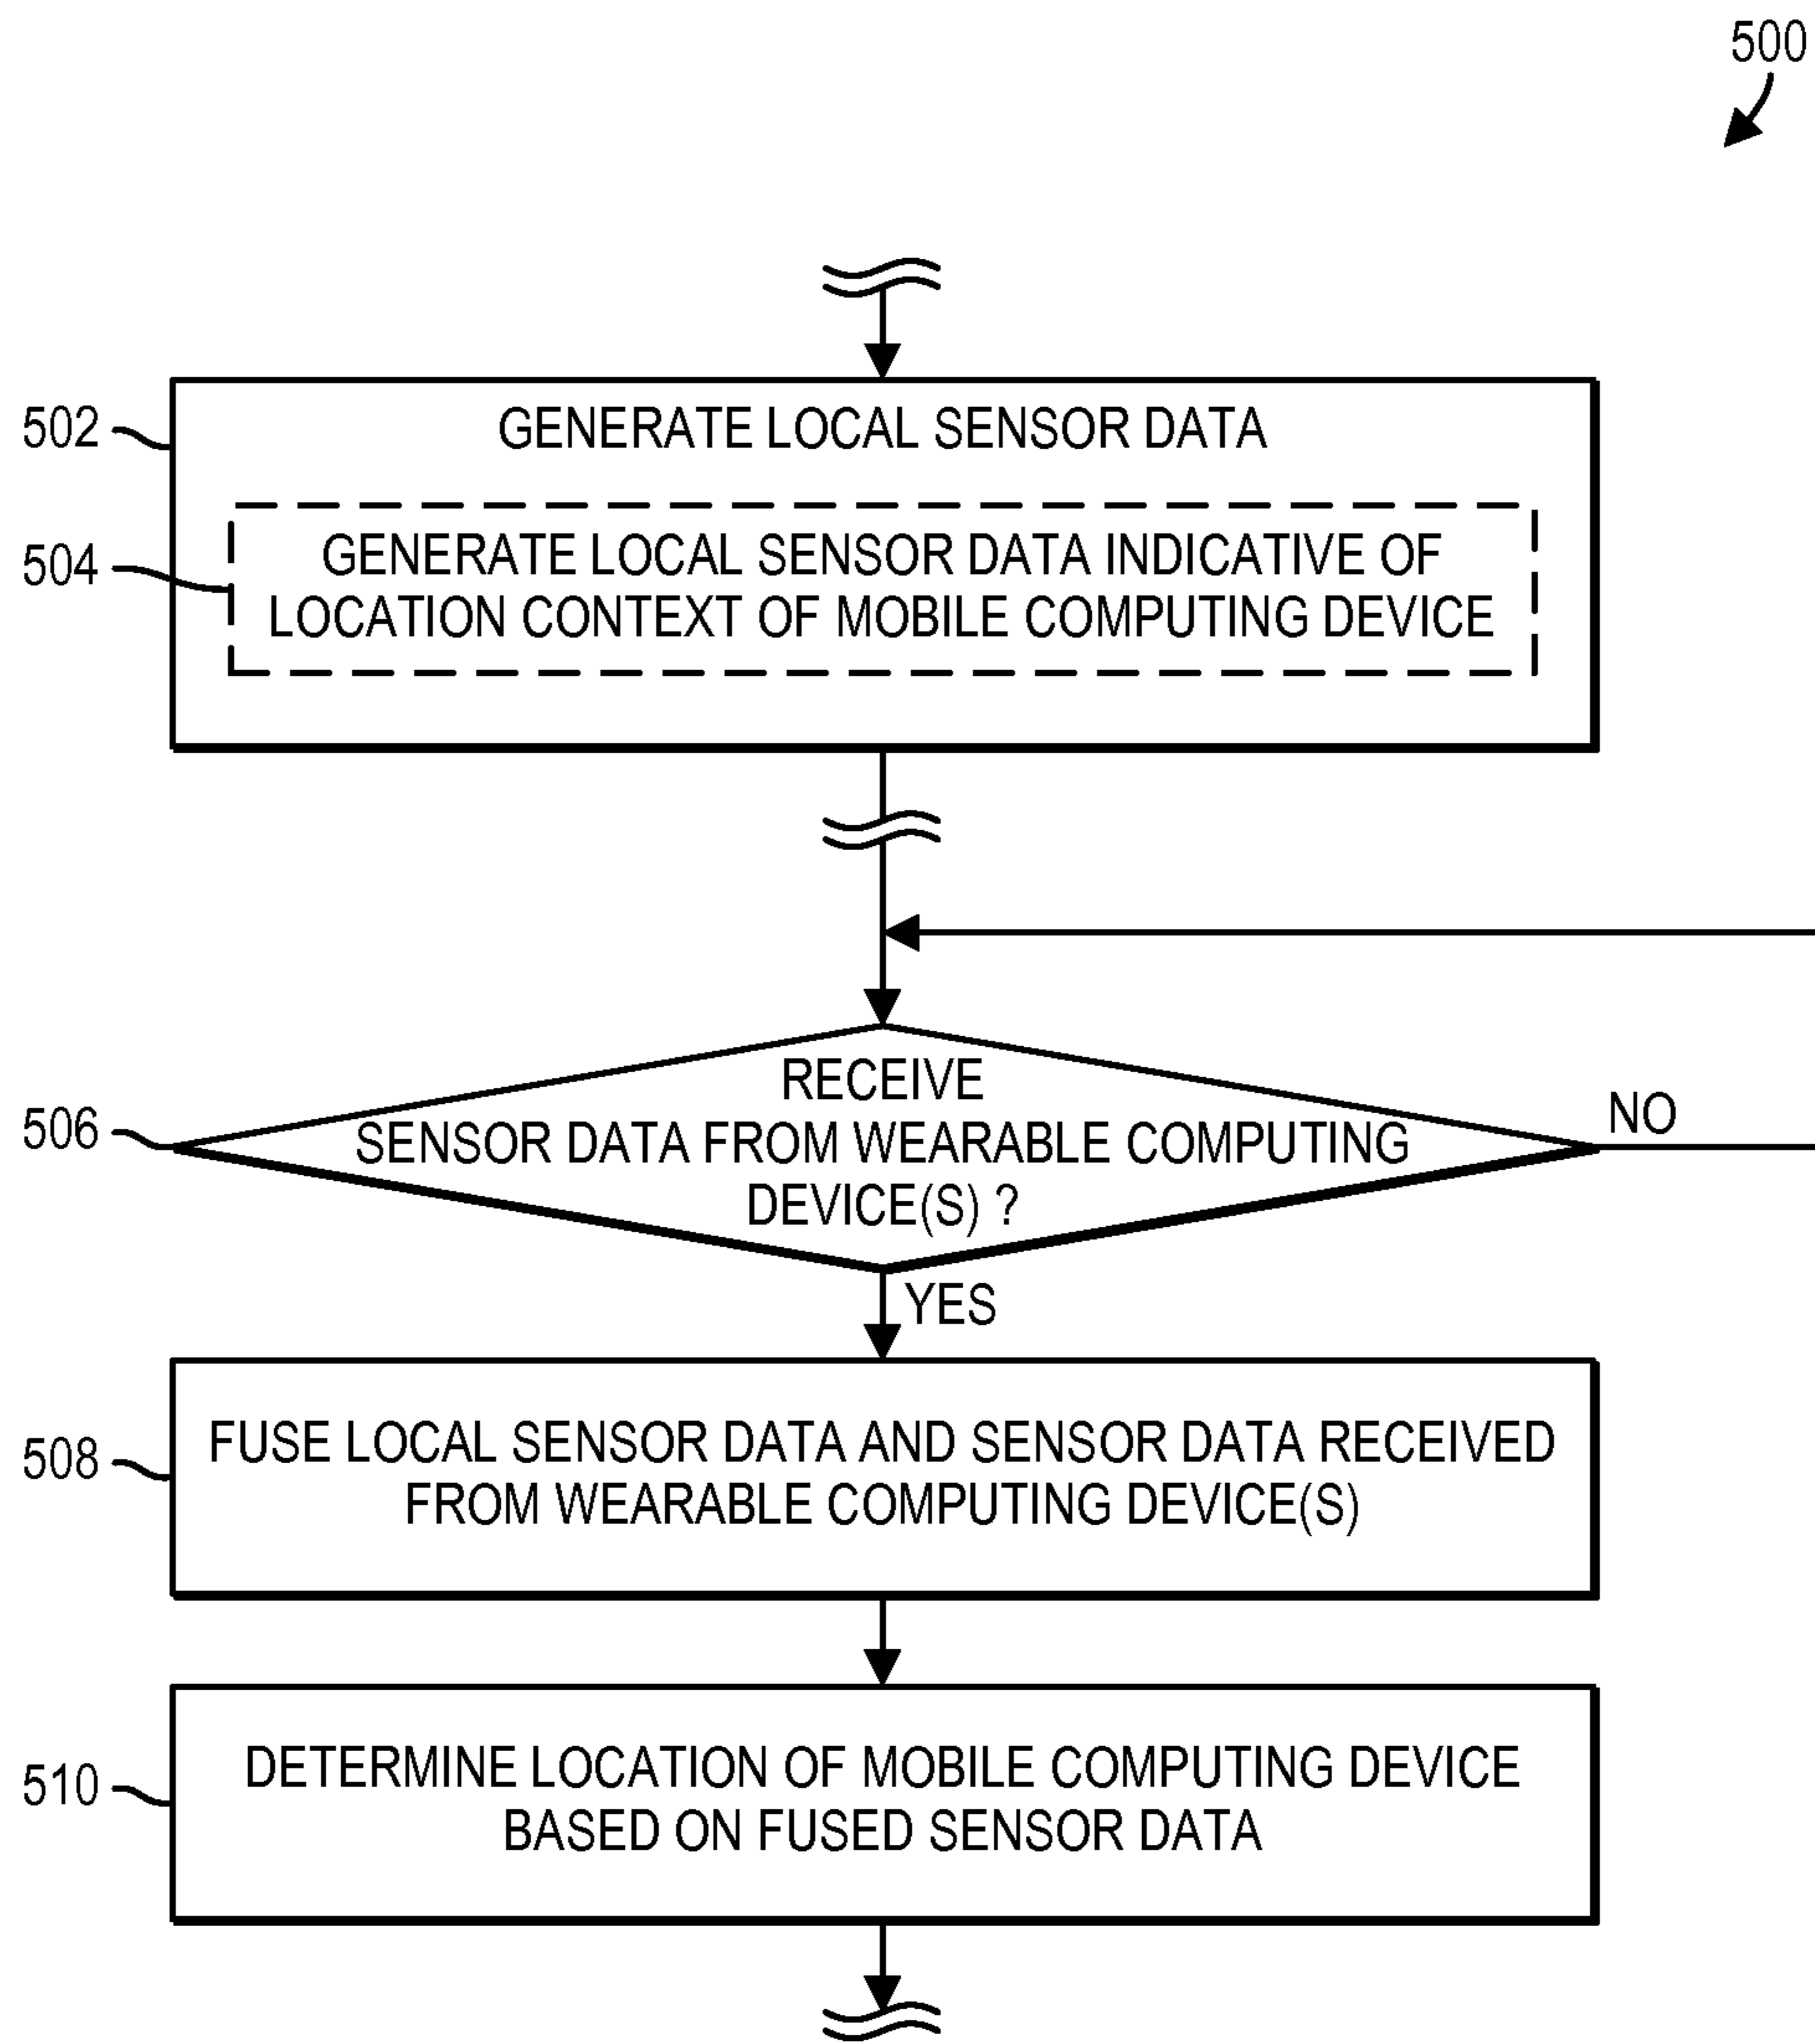 500
502
GENERATE LOCAL SENSOR DATA
504
GENERATE LOCAL SENSOR DATA INDICATIVE OF
LOCATION CONTEXT OF MOBILE COMPUTING DEVICE
506
RECEIVE
SENSOR DATA FROM WEARABLE COMPUTING
DEVICE(S) ?
NO
YES
508
FUSE LOCAL SENSOR DATA AND SENSOR DATA RECEIVED
FROM WEARABLE COMPUTING DEVICE(S)
510
DETERMINE LOCATION OF MOBILE COMPUTING DEVICE
BASED ON FUSED SENSOR DATA